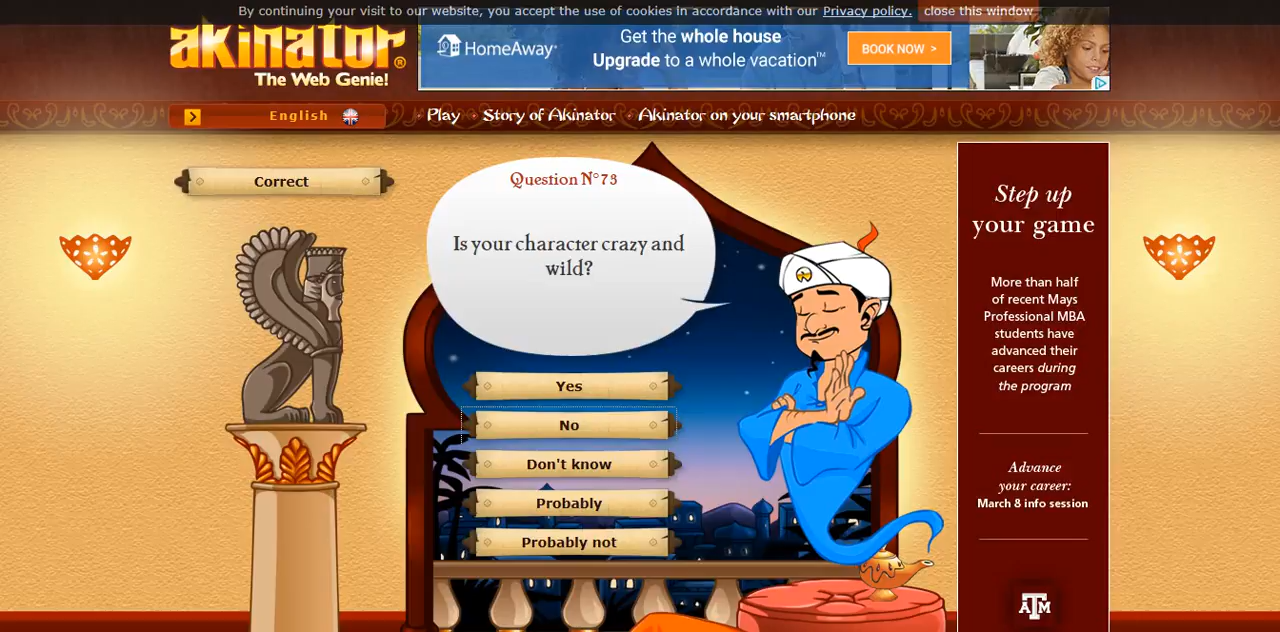 By continuing your visit to our website, you accept the use of cookies in accordance with our Privacy policy. close this window
akinator®
The Web Genie!
HomeAway®
Get the whole house
Upgrade to a whole vacation™
BOOK NOW >
English
Play
Story of Akinator
Akinator on your smartphone
Correct
Question N°73
Is your character crazy and
wild?
Yes
No
Don't know
Probably
Probably not
Step up
your game
More than half
of recent Mays
Professional MBA
students have
advanced their
careers during
the program
Advance
your career:
March 8 info session
ATM